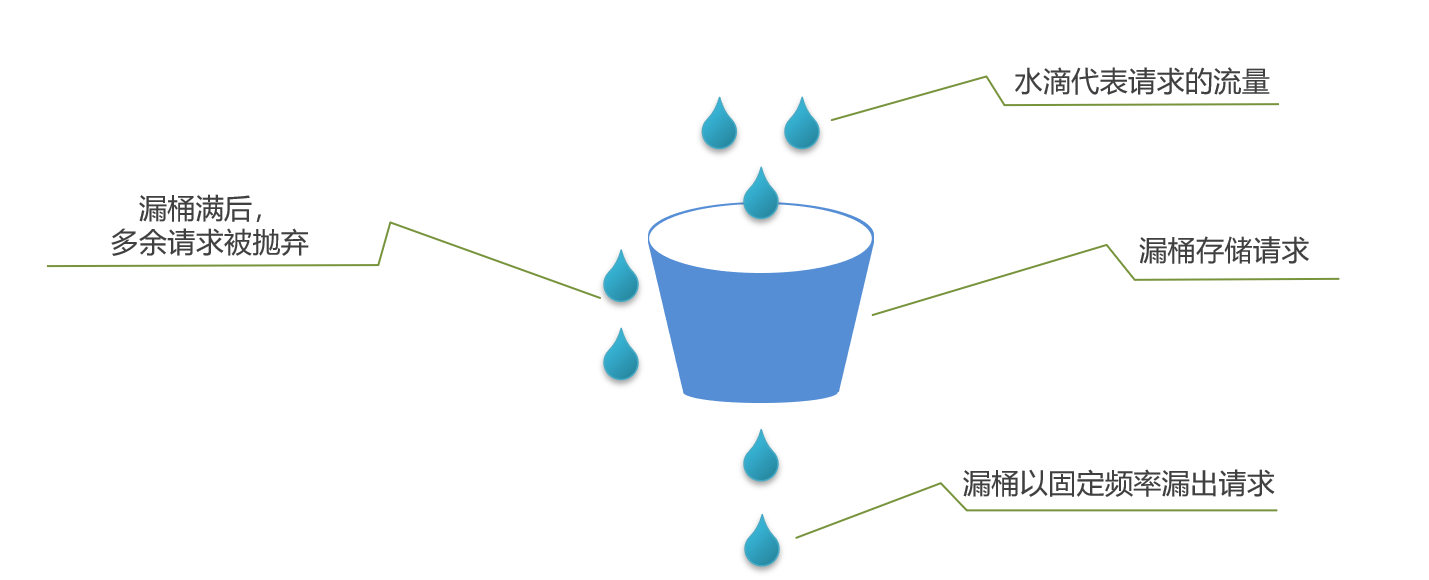 水滴代表请求的流量
漏桶满后，
多余请求被抛弃
漏桶存储请求
漏桶以固定频率漏出请求